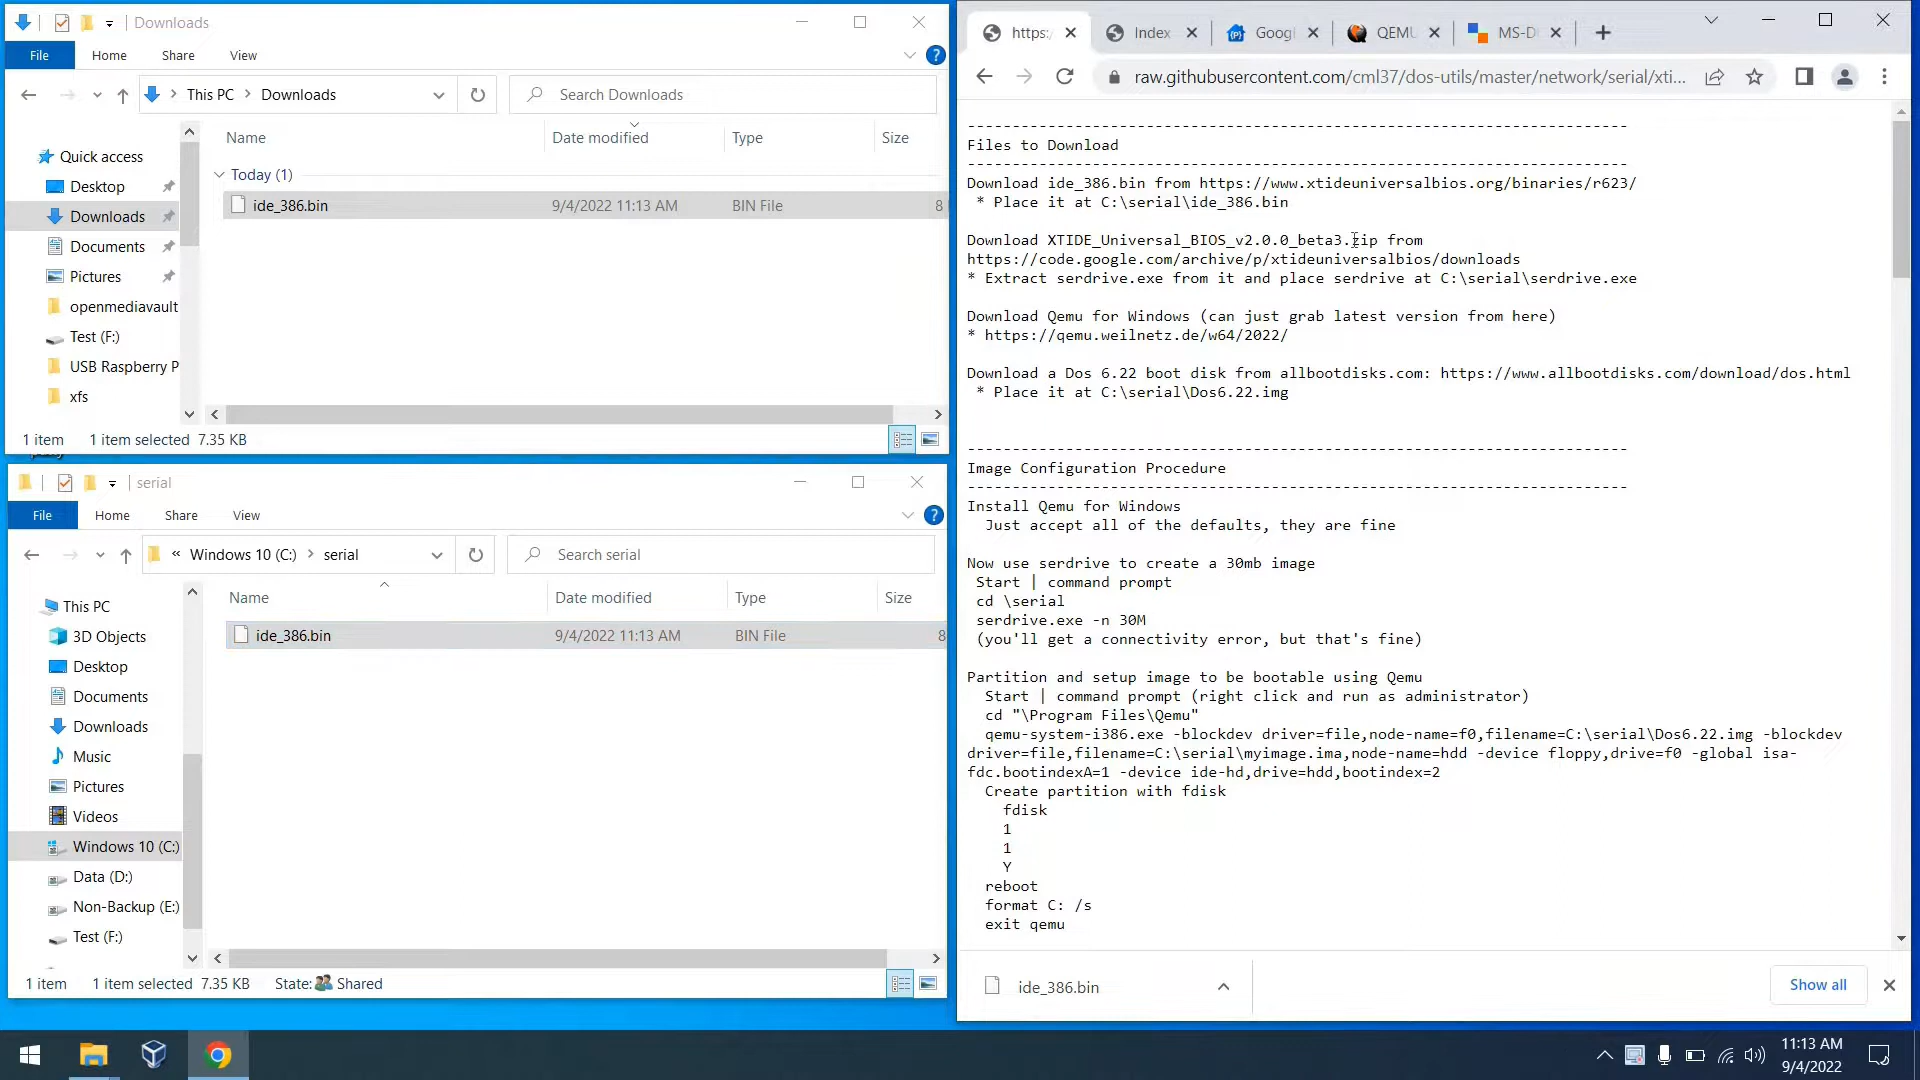 Downloads
File
Home
Share
View
This PC
Downloads
Search Downloads
Name
Date modified
Type
Size
Quick access
Desktop
Downloads
Documents
Pictures
openmediavault
Test (F:)
USB Raspberry P
xfs
Today (1)
ide_386.bin
9/4/2022 11:13 AM
BIN File
8
1 item
1 item selected 7.35 KB
serial
File
Home
Share
View
« Windows 10 (C:)
serial
Search serial
Name
Date modified
Type
Size
This PC
3D Objects
Desktop
Documents
Downloads
Music
Pictures
Videos
Windows 10 (C:)
Data (D:)
Non-Backup (E:)
Test (F:)
ide_386.bin
9/4/2022 11:13 AM
BIN File
8
1 item
1 item selected 7.35 KB
State: Shared
https:/
Index
Googl
QEMU
MS-D
raw.githubusercontent.com/cml37/dos-utils/master/network/serial/xti...
-------------------------------------------------------------------------
Files to Download
-------------------------------------------------------------------------
Download ide_386.bin from https://www.xtideuniversalbios.org/binaries/r623/
* Place it at C:\serial\ide_386.bin
Download XTIDE_Universal_BIOS_v2.0.0_beta3.zip from
https://code.google.com/archive/p/xtideuniversalbios/downloads
* Extract serdrive.exe from it and place serdrive at C:\serial\serdrive.exe
Download Qemu for Windows (can just grab latest version from here)
* https://qemu.weilnetz.de/w64/2022/
Download a Dos 6.22 boot disk from allbootdisks.com: https://www.allbootdisks.com/download/dos.html
* Place it at C:\serial\Dos6.22.img
-------------------------------------------------------------------------
Image Configuration Procedure
-------------------------------------------------------------------------
Install Qemu for Windows
Just accept all of the defaults, they are fine
Now use serdrive to create a 30mb image
Start | command prompt
cd \serial
serdrive.exe -n 30M
(you'll get a connectivity error, but that's fine)
Partition and setup image to be bootable using Qemu
Start | command prompt (right click and run as administrator)
cd "\Program Files\Qemu"
qemu-system-i386.exe -blockdev driver=file,node-name=f0,filename=C:\serial\Dos6.22.img -blockdev
driver=file,filename=C:\serial\myimage.ima,node-name=hdd -device floppy,drive=f0 -global isa-
fdc.bootindexA=1 -device ide-hd,drive=hdd,bootindex=2
Create partition with fdisk
fdisk
1
1
Y
reboot
format C: /s
exit qemu
ide_386.bin
Show all
11:13 AM
9/4/2022